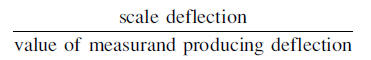 scale deflection
value of measurand producing deflection